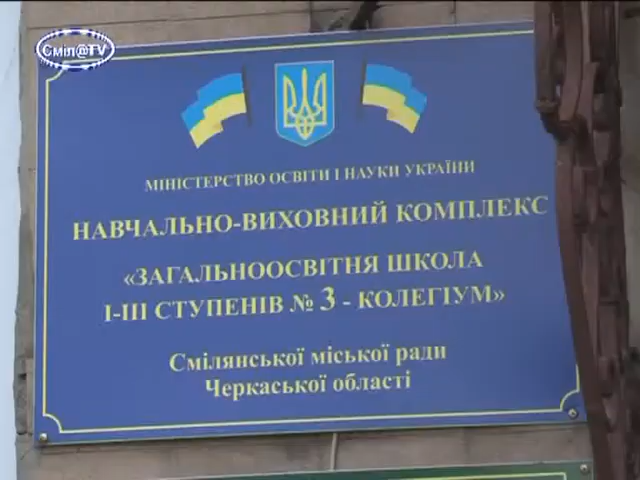 Сміл@TV
МІНІСТЕРСТВО ОСВІТИ І НАУКИ УКРАЇНИ
НАВЧАЛЬНО-ВИХОВНИЙ КОМПЛЕКС
«ЗАГАЛЬНООСВІТНЯ ШКОЛА
І-ІІІ СТУПЕНІВ № 3 - КОЛЕГІУМ»
Смілянської міської ради
Черкаської області